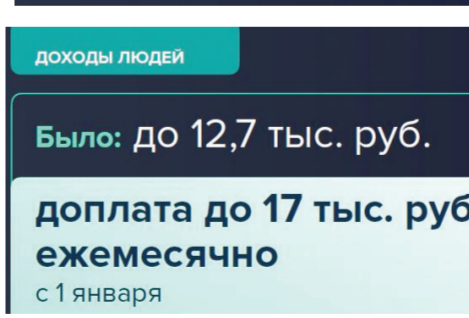 ДОХОДЫ ЛЮДЕЙ
Было: до 12,7 тыс. руб.
доплата до 17 тыс. руб
ежемесячно
с 1 января